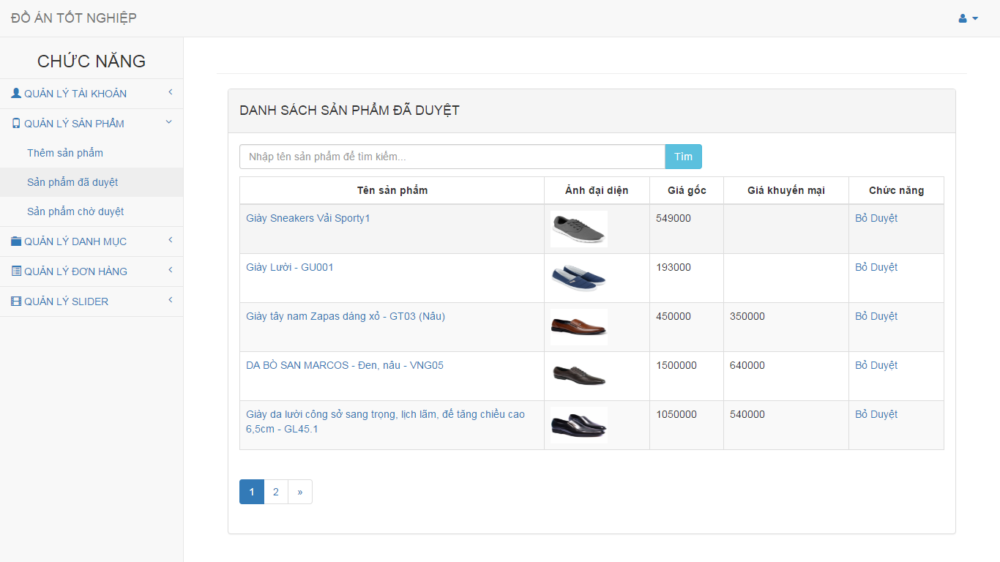 ĐỒ ÁN TỐT NGHIỆP
CHỨC NĂNG
QUẢN LÝ TÀI KHOẢN
QUẢN LÝ SẢN PHẨM
Thêm sản phẩm
Sản phẩm đã duyệt
Sản phẩm chờ duyệt
QUẢN LÝ DANH MỤC
QUẢN LÝ ĐƠN HÀNG
QUẢN LÝ SLIDER
DANH SÁCH SẢN PHẨM ĐÃ DUYỆT
Nhập tên sản phẩm để tìm kiếm... Tìm
Tên sản phẩm Ảnh đại diện Giá gốc Giá khuyến mại Chức năng
Giày Sneakers Vải Sporty1 549000 Bỏ Duyệt
Giày Lười - GU001 193000 Bỏ Duyệt
Giày tây nam Zapas dáng xỏ - GT03 (Nâu) 450000 350000 Bỏ Duyệt
DA BÒ SAN MARCOS - Đen, nâu - VNG05 1500000 640000 Bỏ Duyệt
Giày da lười công sở sang trọng, lịch lãm, đế tăng chiều cao 1050000 540000 Bỏ Duyệt
6,5cm - GL45.1
1 2 »